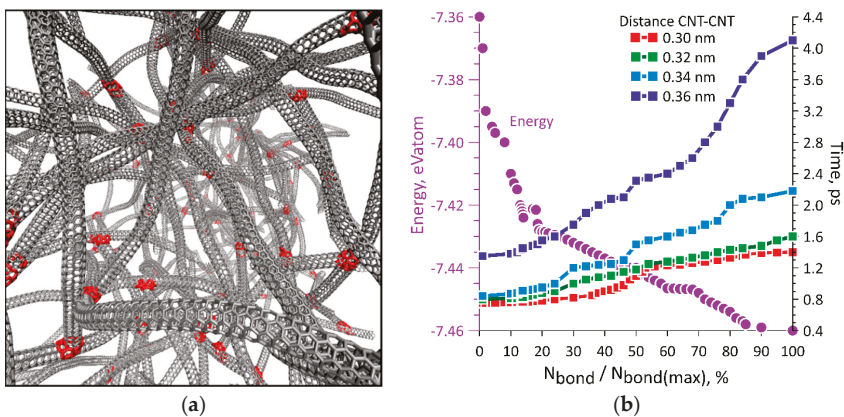 -7.36
-7.38
-7.40
-7.42
-7.44
-7.46
Energy, eVatom
Energy
Distance CNT-CNT
0.30 nm
0.32 nm
0.34 nm
0.36 nm
4.4
4.0
3.6
3.2
2.8
2.4
2.0
1.6
1.2
0.8
0.4
Time, ps
0 10 20 30 40 50 60 70 80 90 100
Nbond / Nbond(max), %
(a)
(b)